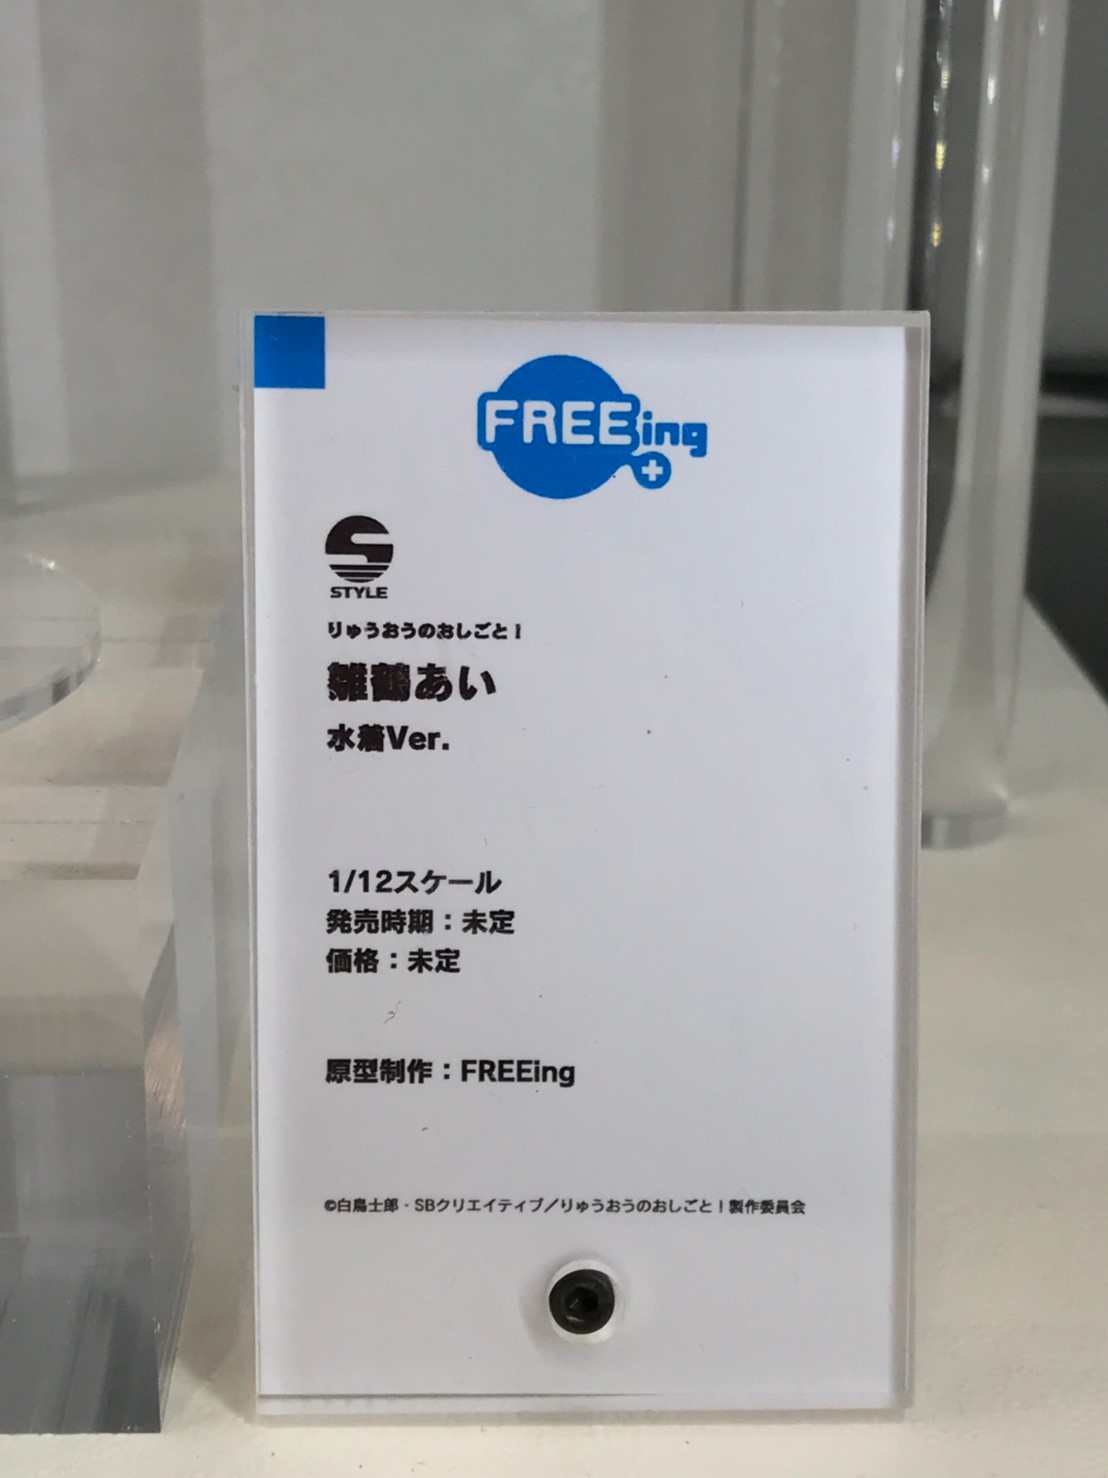 FREEing
S
STYLE
りゅうおうのおしごと！
雛鶴あい
水着Ver.
1/12スケール
発売時期：未定
価格：未定
原型制作：FREEing
©白鳥士郎・SBクリエイティブ／りゅうおうのおしごと！製作委員会